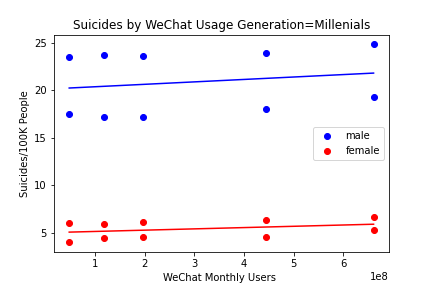 Suicides by WeChat Usage Generation=Millenials
Suicides/100K People
25
20
15
10
5
male
female
1
2
3
4
5
6
1e8
WeChat Monthly Users